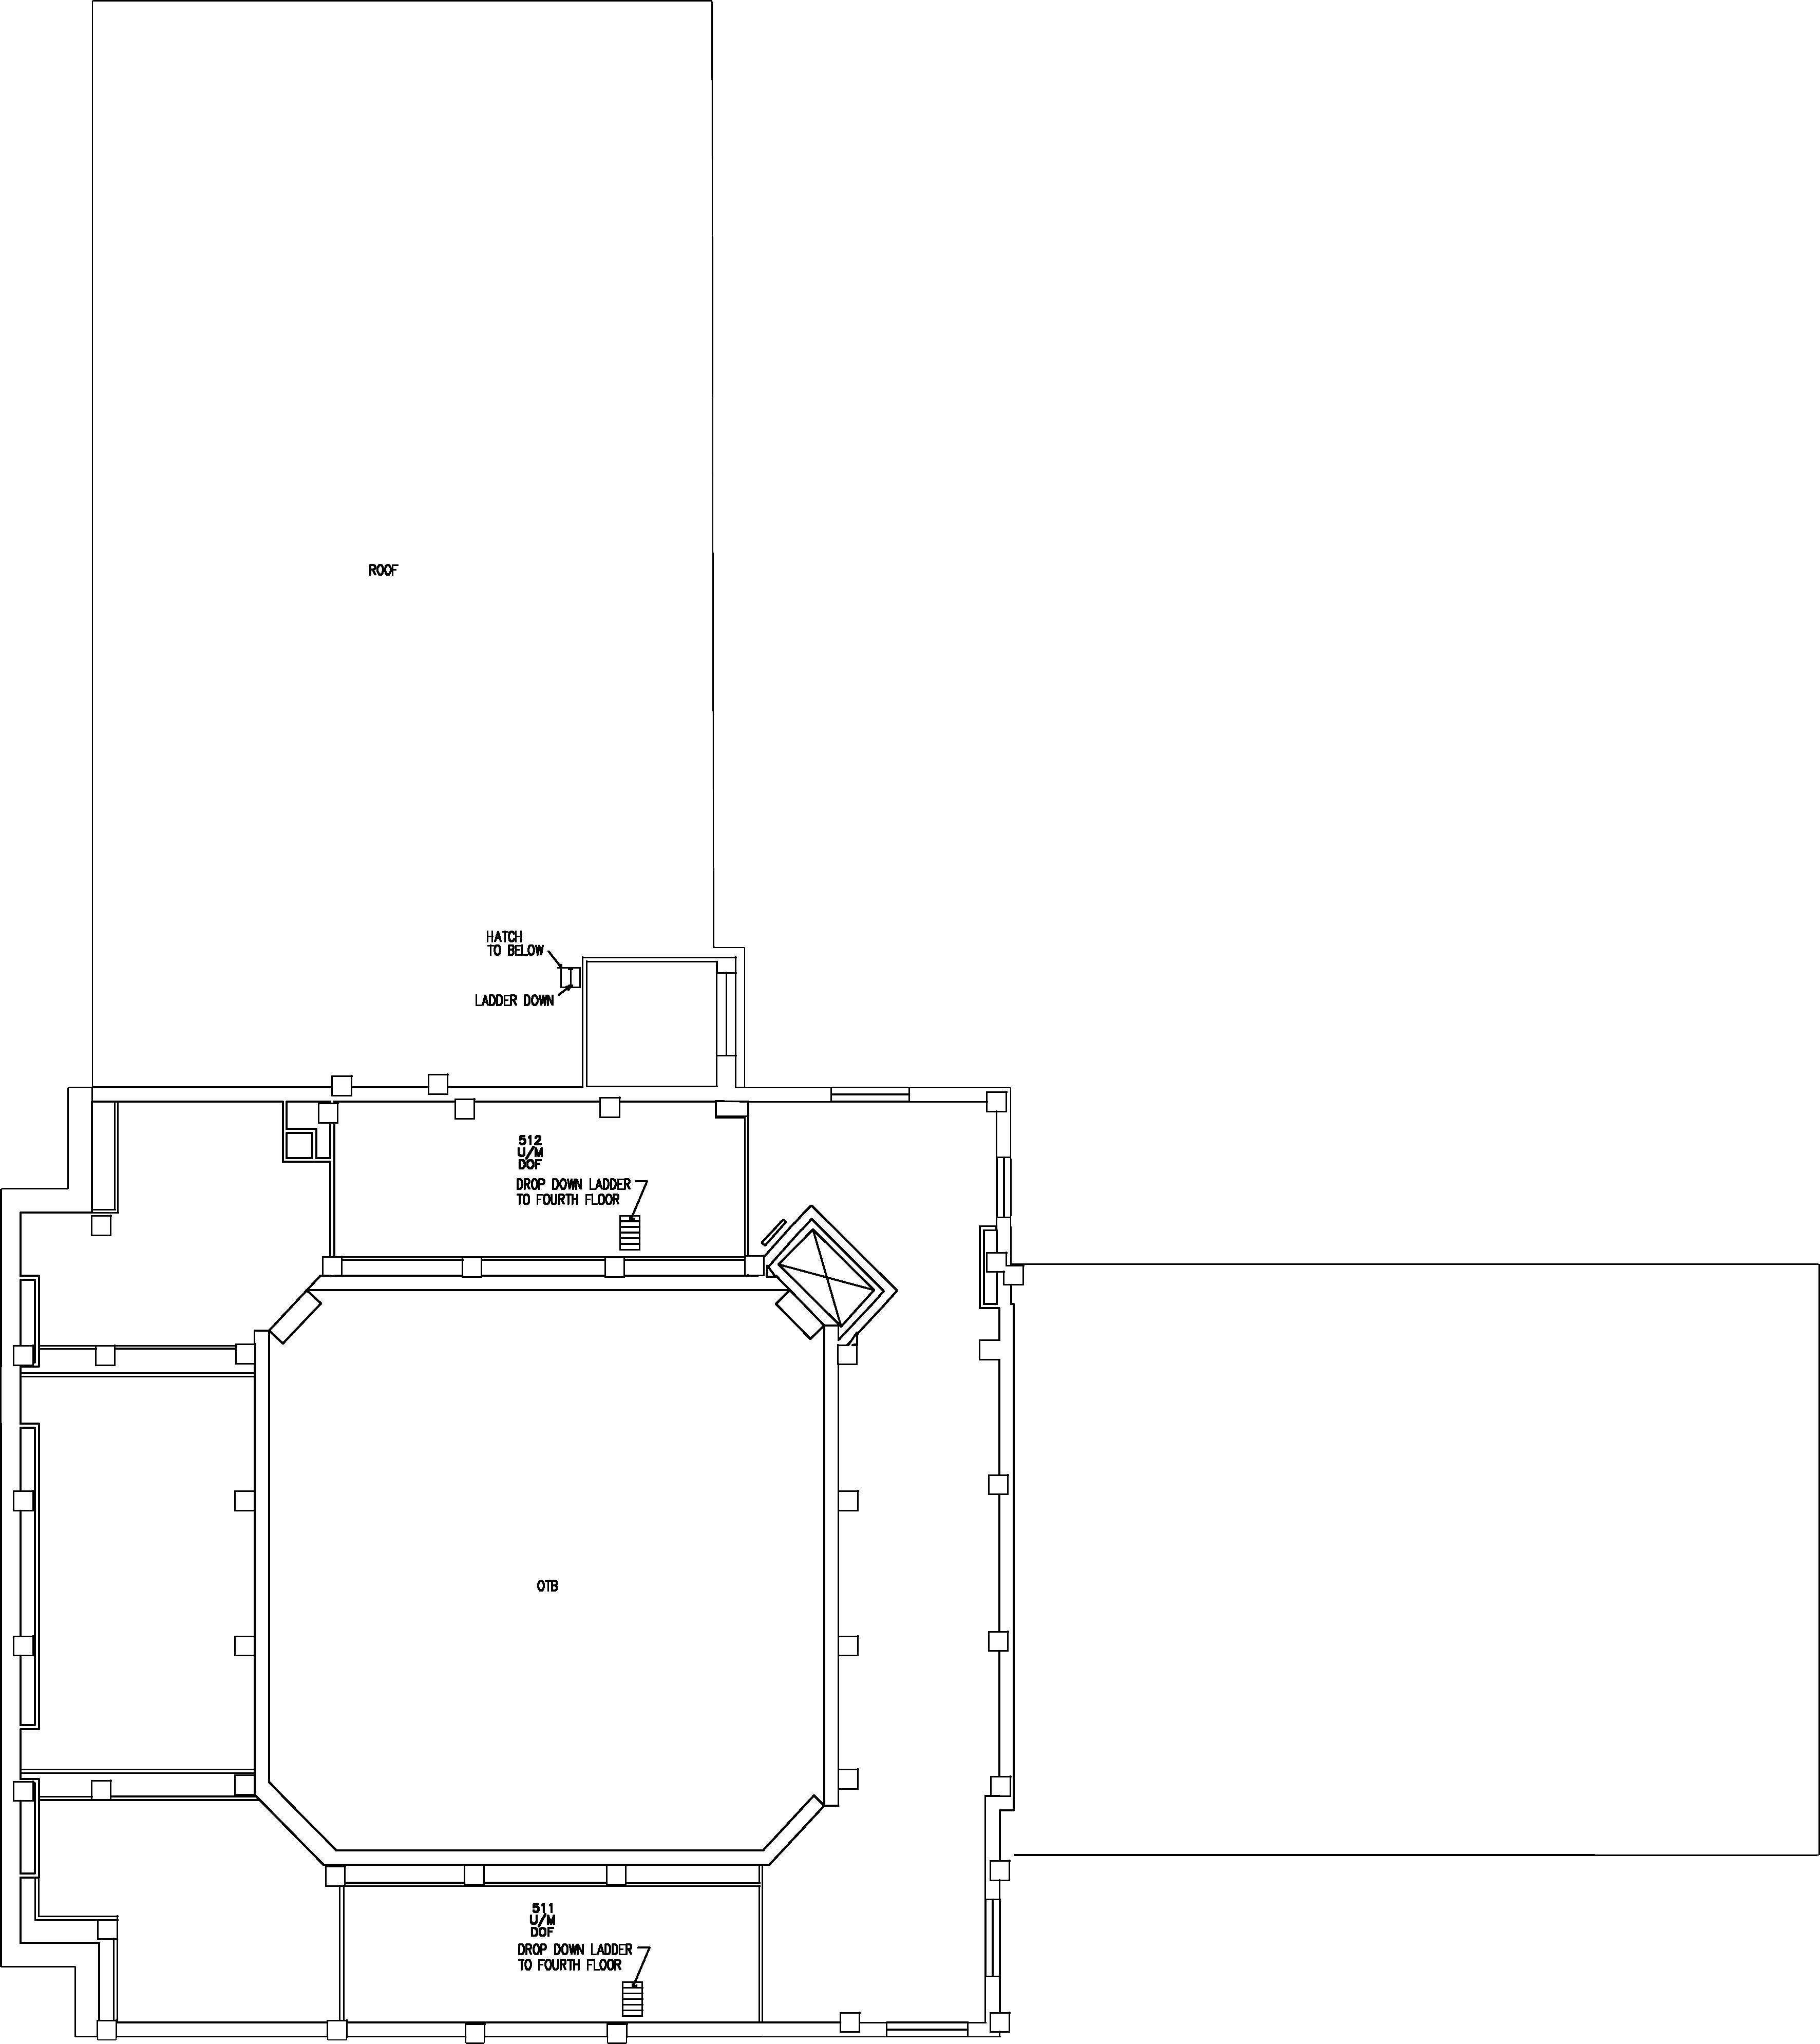 ROOF
HATCH
TO BELOW
LADDER DOWN
512
U/M
DOF
DROP DOWN LADDER
TO FOURTH FLOOR
OTB
511
U/M
DOF
DROP DOWN LADDER
TO FOURTH FLOOR